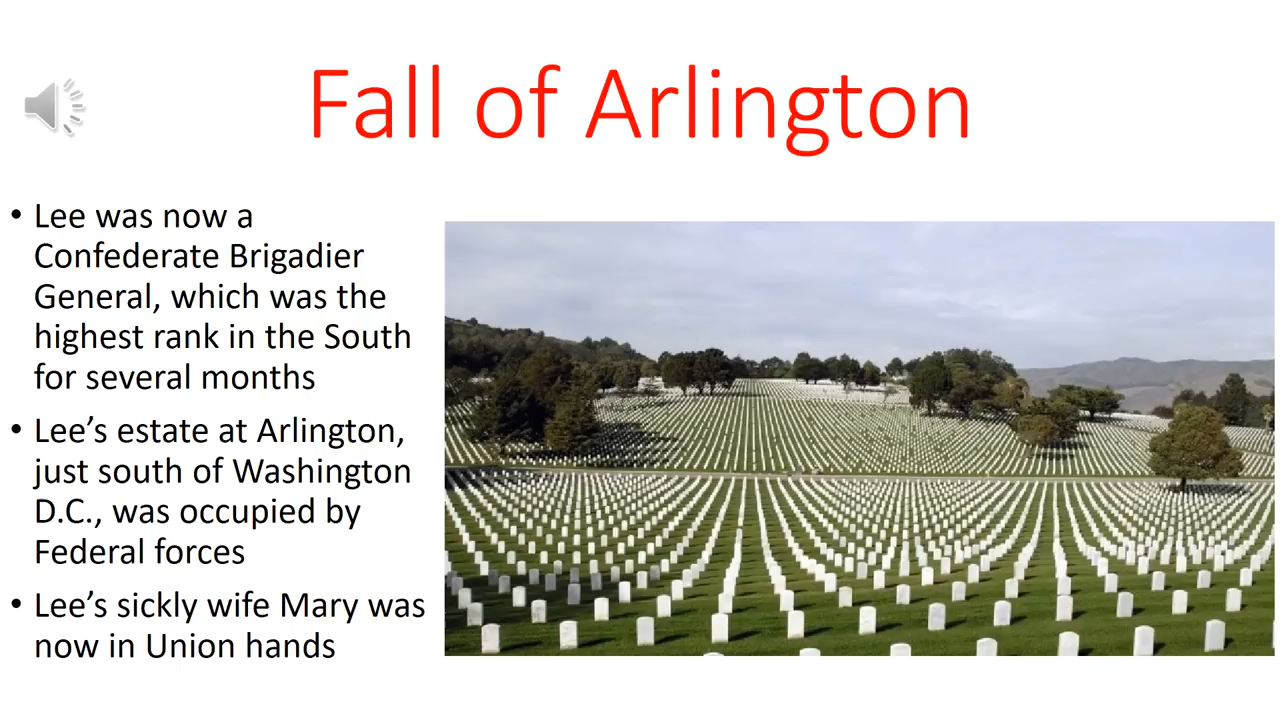 Fall of Arlington
• Lee was now a
Confederate Brigadier
General, which was the
highest rank in the South
for several months
• Lee’s estate at Arlington,
just south of Washington
D.C., was occupied by
Federal forces
• Lee’s sickly wife Mary was
now in Union hands